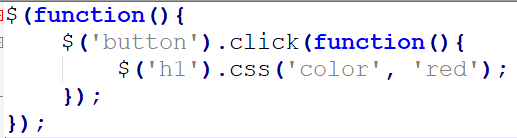 $(function(){
    $('button').click(function(){
        $('h1').css('color', 'red');
    });
});